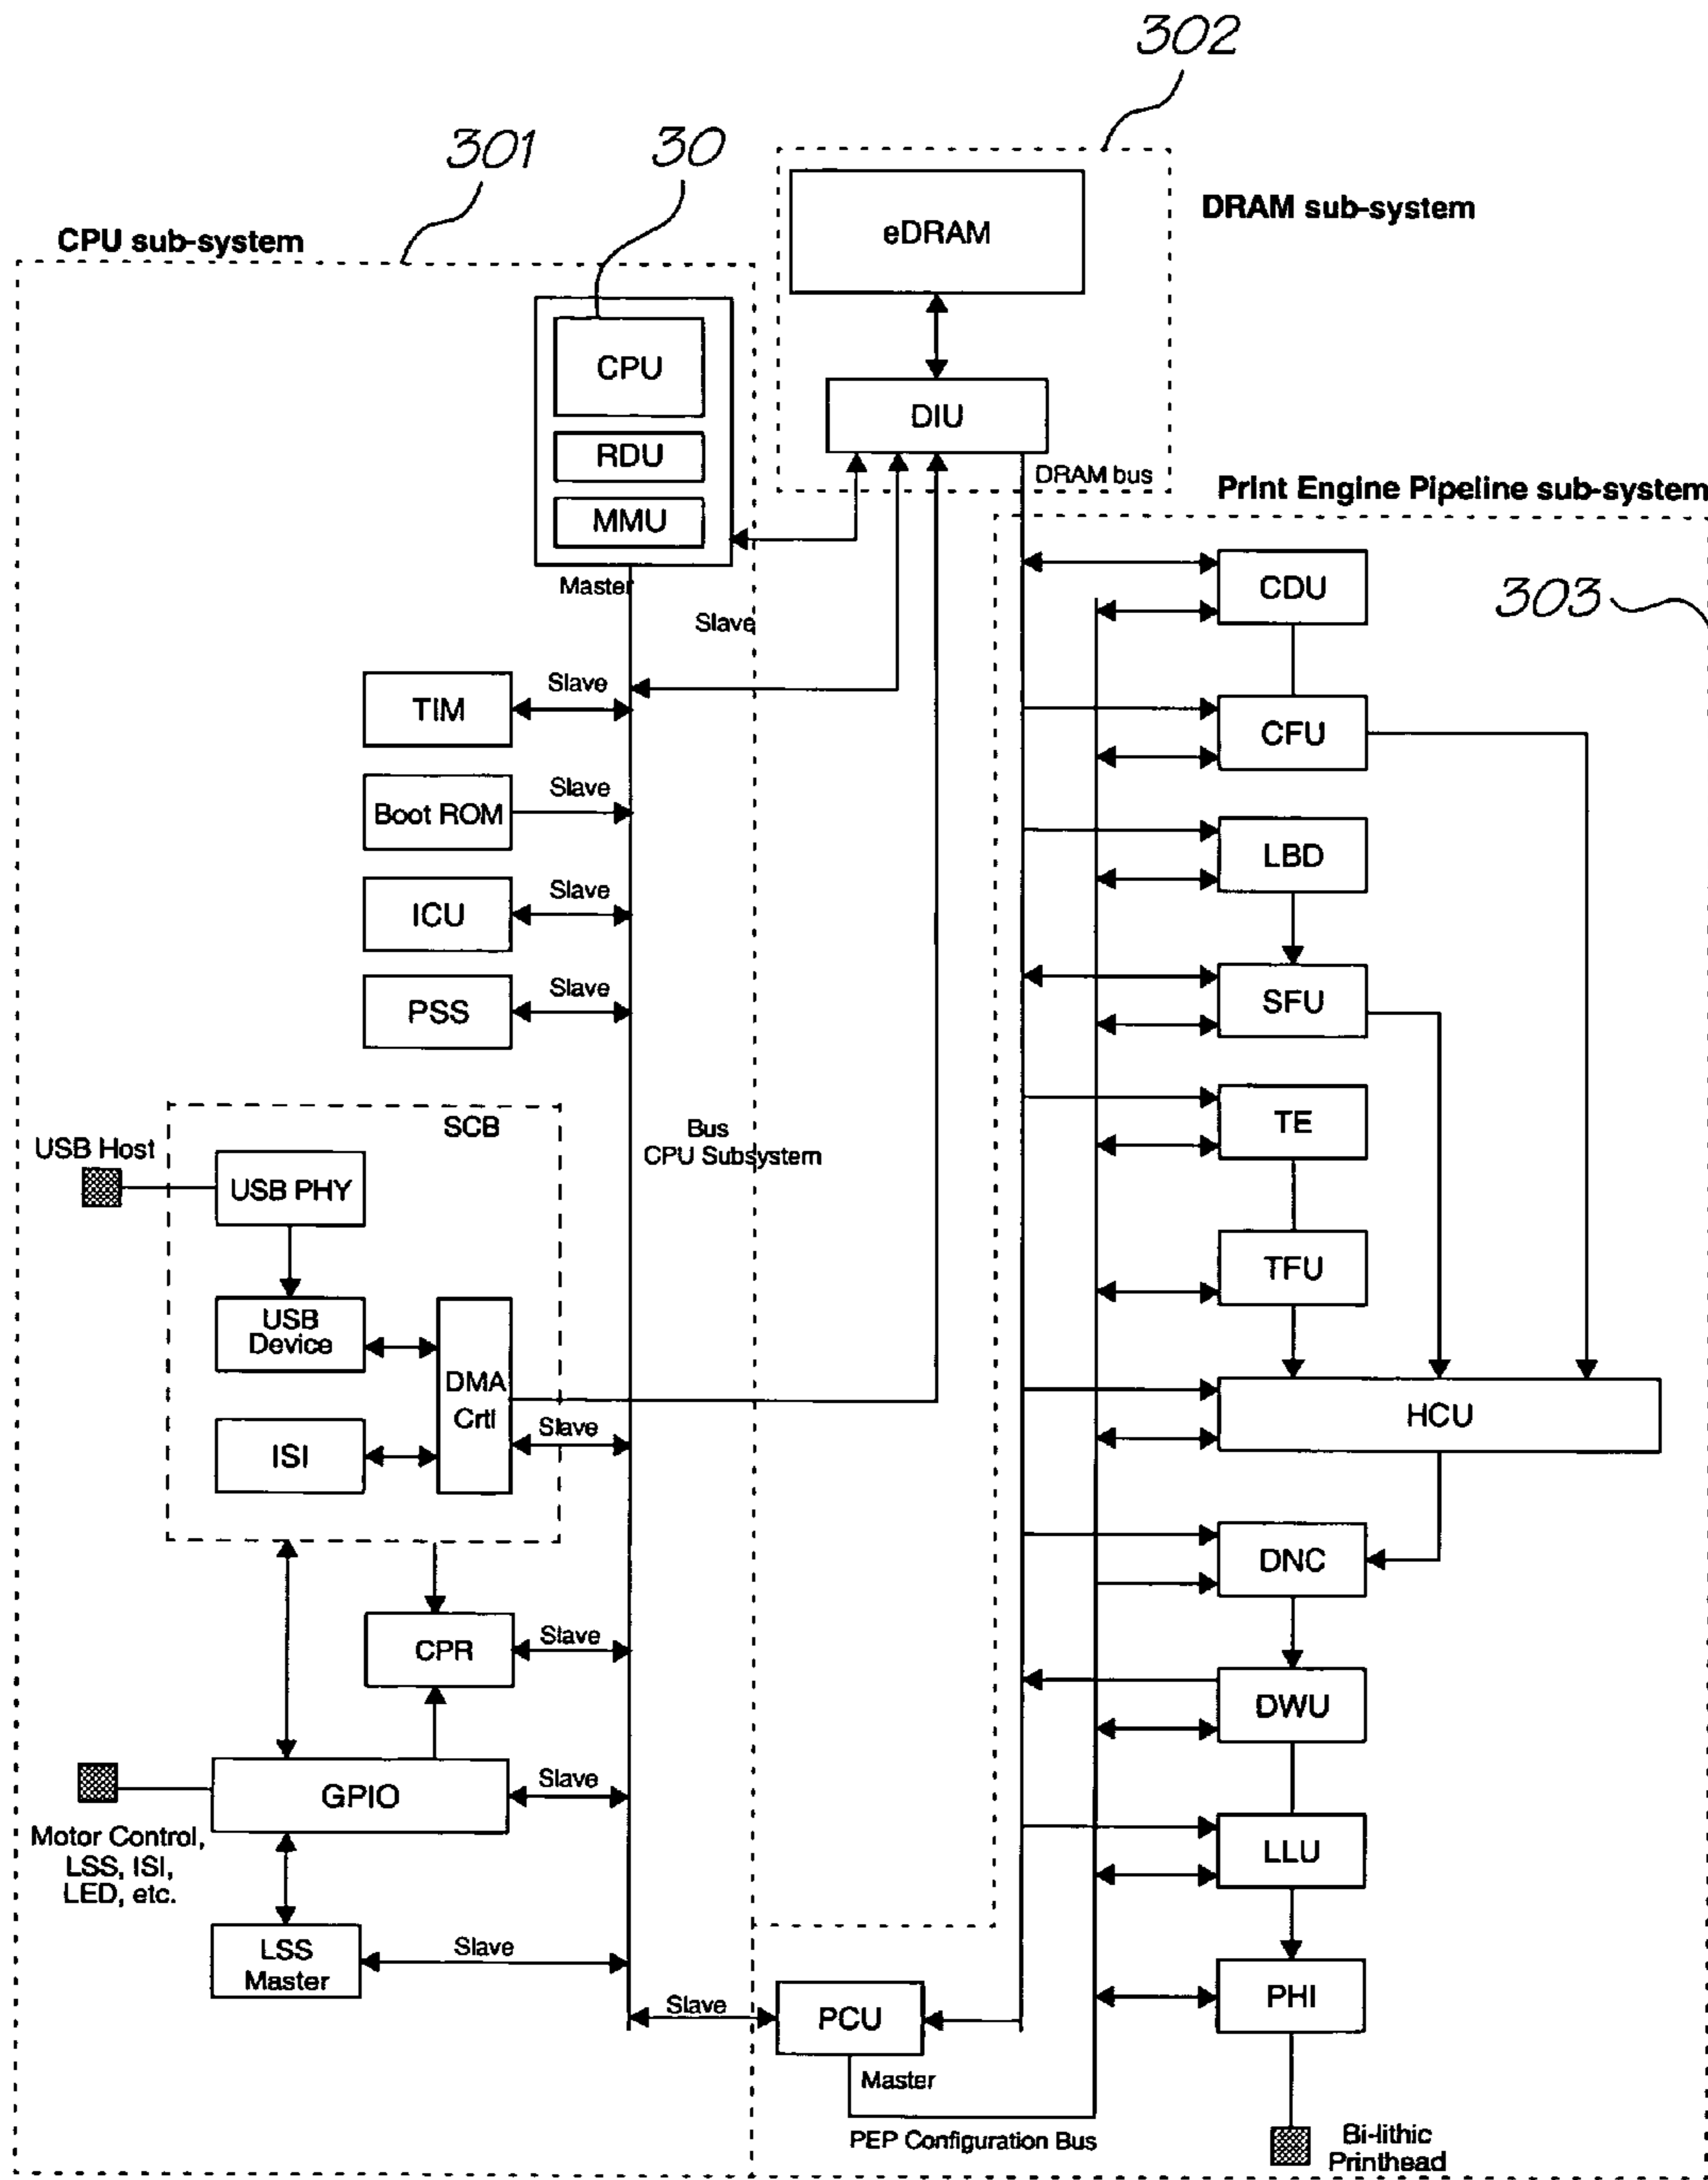 302
301
30
DRAM sub-system
CPU sub-system
eDRAM
CPU
DIU
RDU
DRAM bus
Print Engine Pipeline sub-system
MMU
Master
CDU
303
Slave
Slave
TIM
CFU
Slave
Boot ROM
LBD
Slave
ICU
Slave
PSS
SFU
SCB
TE
USB Host
Bus
CPU Subsystem
USB PHY
TFU
USB
Device
DMA
Crtl
HCU
Slave
ISI
DNC
Slave
CPR
DWU
Slave
GPIO
Motor Control,
LSS, ISI,
LED, etc.
LLU
Slave
LSS
Master
PHI
Slave
PCU
Master
PEP Configuration Bus
Bi-lithic
Printhead